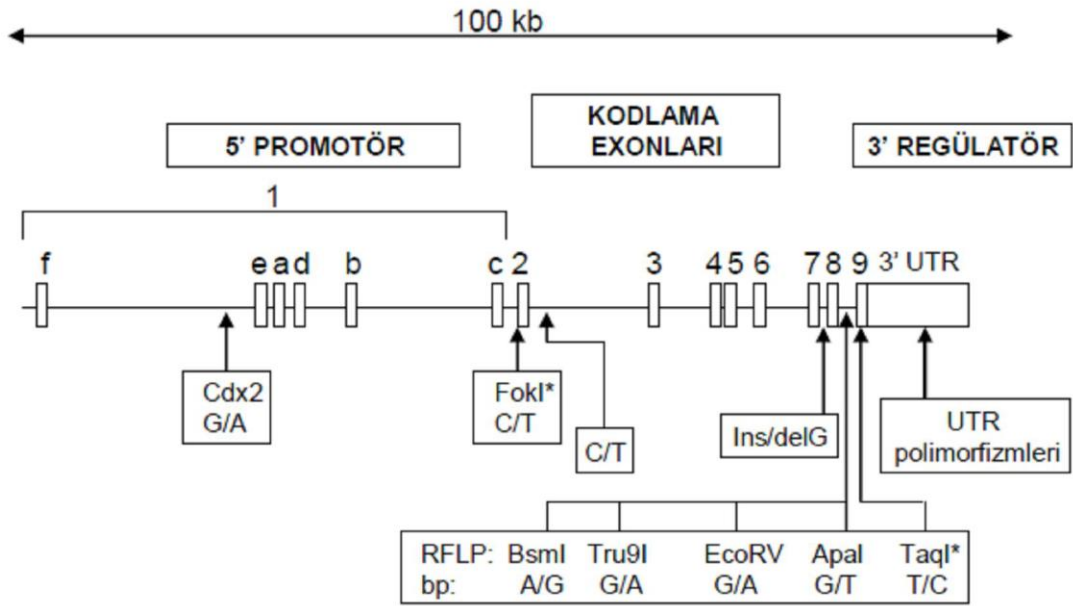 100 kb
5' PROMOTÖR
KODLAMA
EXONLARI
3' REGÜLATÖR
1
f e a d b c 2 3 4 5 6 7 8 9 3' UTR
Cdx2
G/A
FokI*
C/T
C/T
Ins/delG
UTR
polimorfizmleri
RFLP: BsmI Tru9I EcoRV ApaI TaqI*
bp: A/G G/A G/A G/T T/C